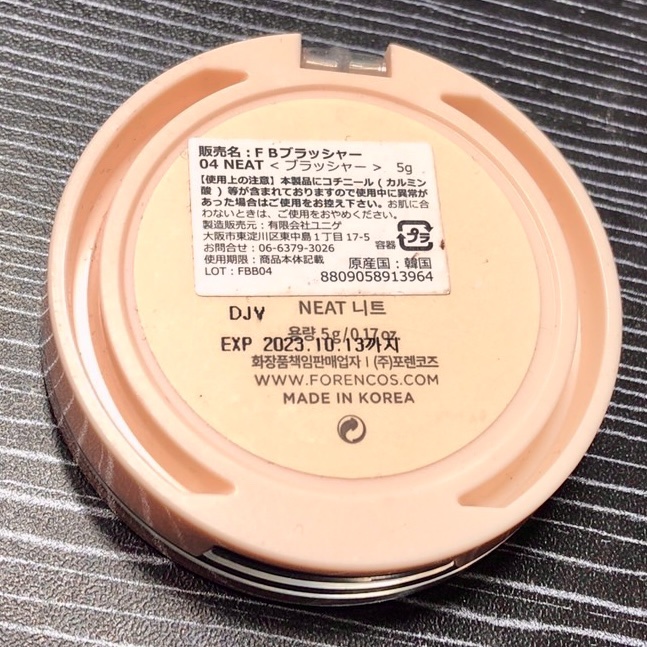 販売名：F Bブラッシャー
04 NEAT < ブラッシャー > 5g
【使用上の注意】本製品にコチニール ( カルミン
酸 ) 等が含まれておりますので使用中に異常が
あった場合はご使用をお控え下さい。お肌に合
わないときは、ご使用をおやめください。
製造販売元：有限会社ユニゲ
大阪市東淀川区東中島１丁目 17-5
お問合せ：06-6379-3026
容器
プラ
使用期限：商品本体記載
原産国：韓国
LOT：FBB04
8809058913964
DJV
NEAT 니트
용량 5 g / 0.17 oz
EXP 2023.10.13까지
화장품책임판매업자 I (주)포렌코즈
WWW.FORENCOS.COM
MADE IN KOREA